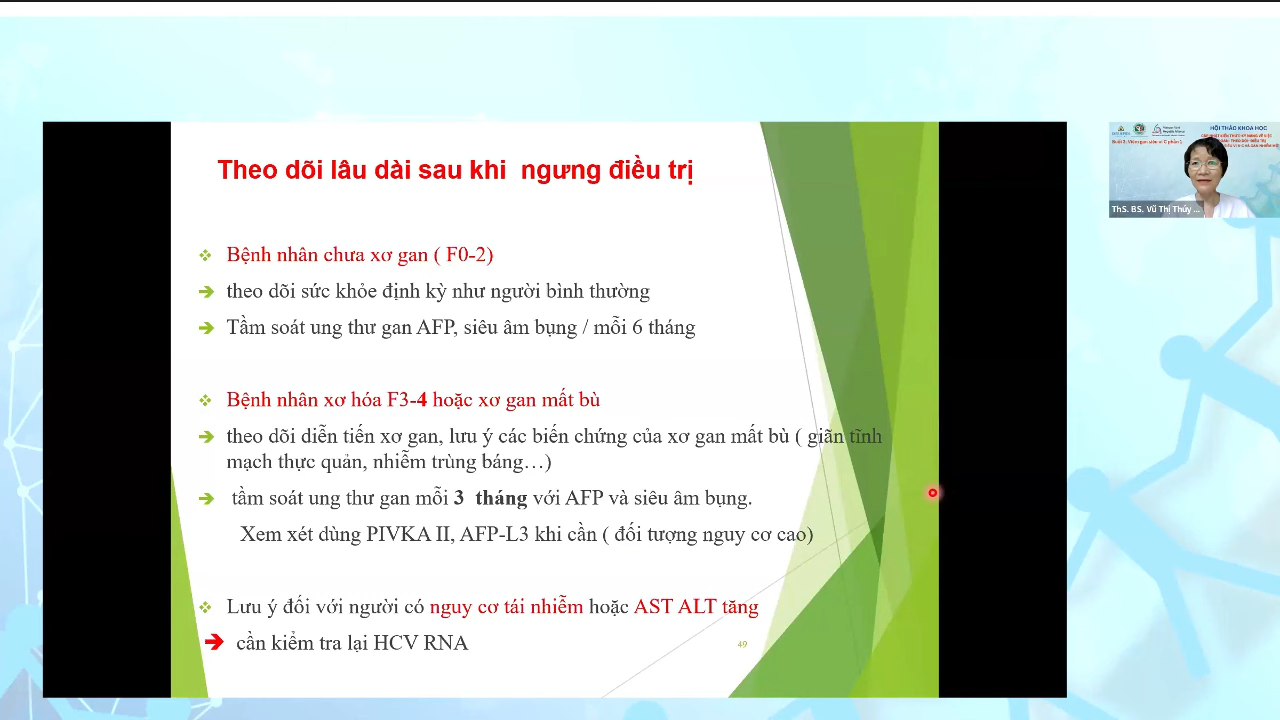 Theo dõi lâu dài sau khi ngưng điều trị
Bệnh nhân chưa xơ gan ( F0-2)
theo dõi sức khỏe định kỳ như người bình thường
Tầm soát ung thư gan AFP, siêu âm bụng / mỗi 6 tháng
Bệnh nhân xơ hóa F3-4 hoặc xơ gan mất bù
theo dõi diễn tiến xơ gan, lưu ý các biến chứng của xơ gan mất bù ( giãn tĩnh
mạch thực quản, nhiễm trùng báng…)
tầm soát ung thư gan mỗi 3 tháng với AFP và siêu âm bụng.
Xem xét dùng PIVKA II, AFP-L3 khi cần ( đối tượng nguy cơ cao)
Lưu ý đối với người có nguy cơ tái nhiễm hoặc AST ALT tăng
cần kiểm tra lại HCV RNA
49
HỘI THẢO KHOA HỌC
ThS. BS. Vũ Thị Thúy ...